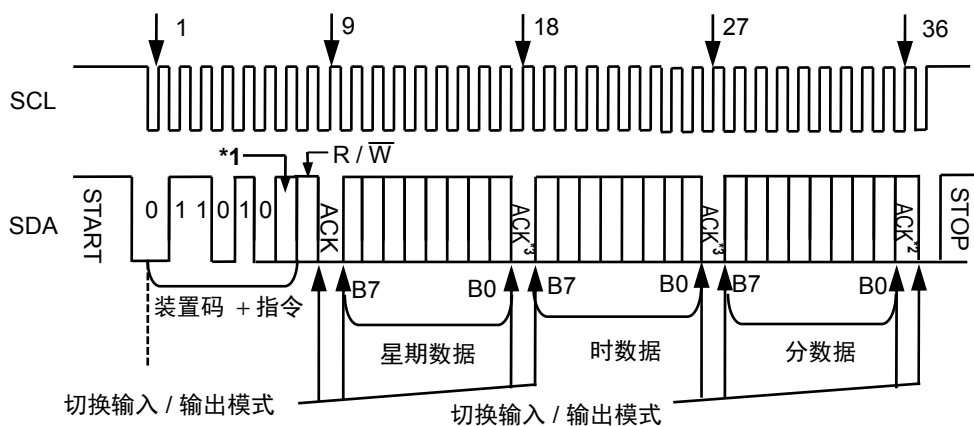 1 9 18 27 36
SCL
*1 R / W
SDA START 0 1 1 0 1 0 ACK ACK*3 ACK*3 ACK*2 STOP
B7 B0 B7 B0 B7 B0
装置码 + 指令
星期数据 时数据 分数据
切换输入 / 输出模式 切换输入 / 输出模式